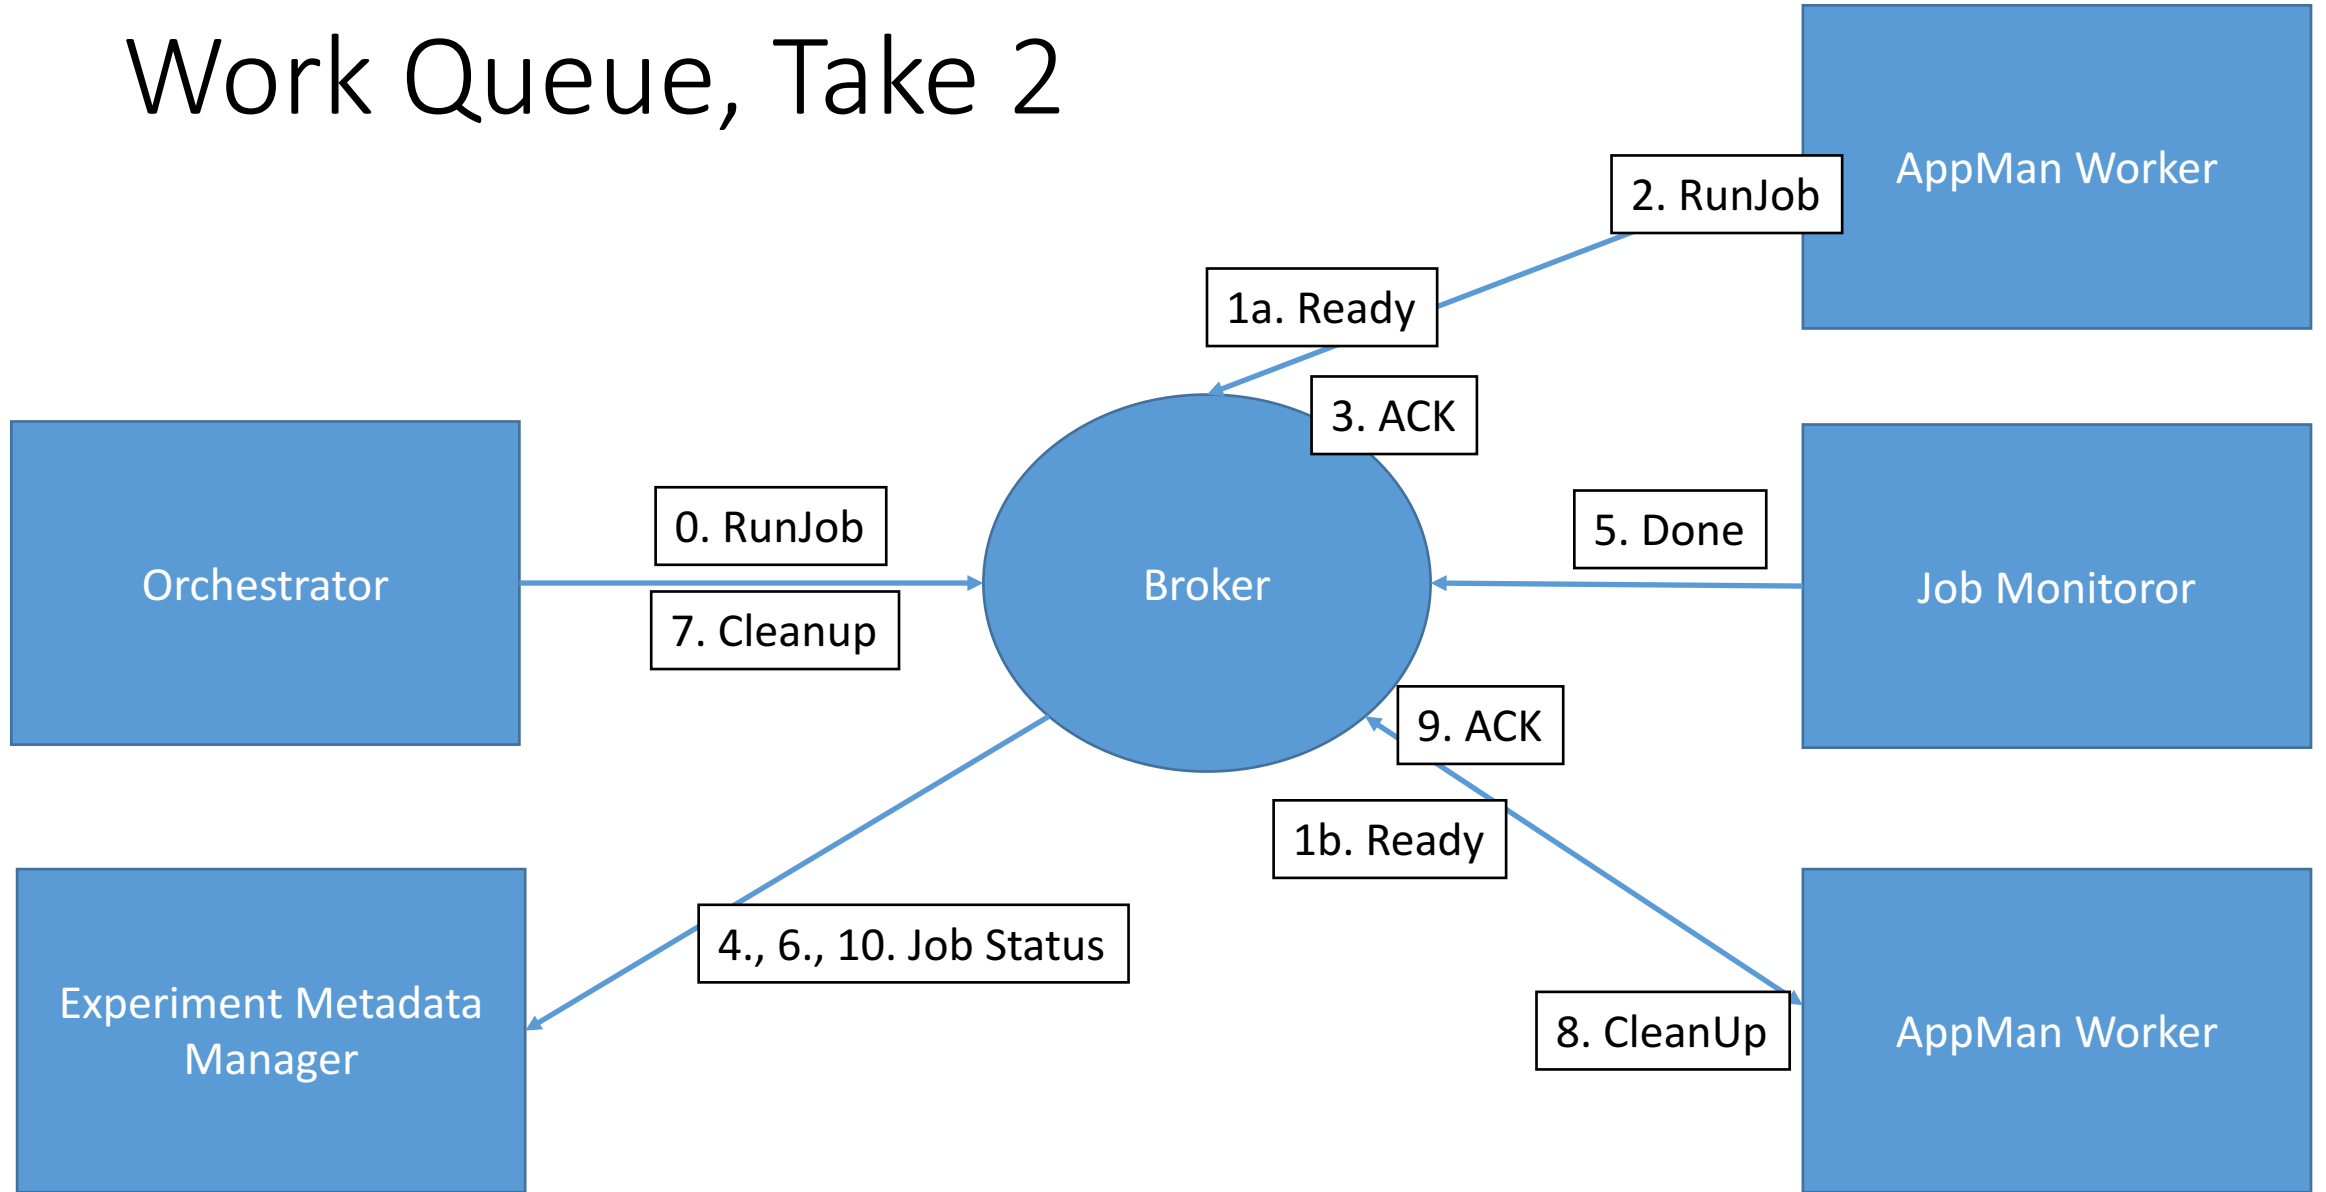 Work Queue, Take 2
AppMan Worker
2. RunJob
1a. Ready
3. ACK
Orchestrator
0. RunJob
7. Cleanup
Broker
5. Done
Job Monitoror
9. ACK
1b. Ready
4., 6., 10. Job Status
Experiment Metadata
Manager
8. CleanUp
AppMan Worker